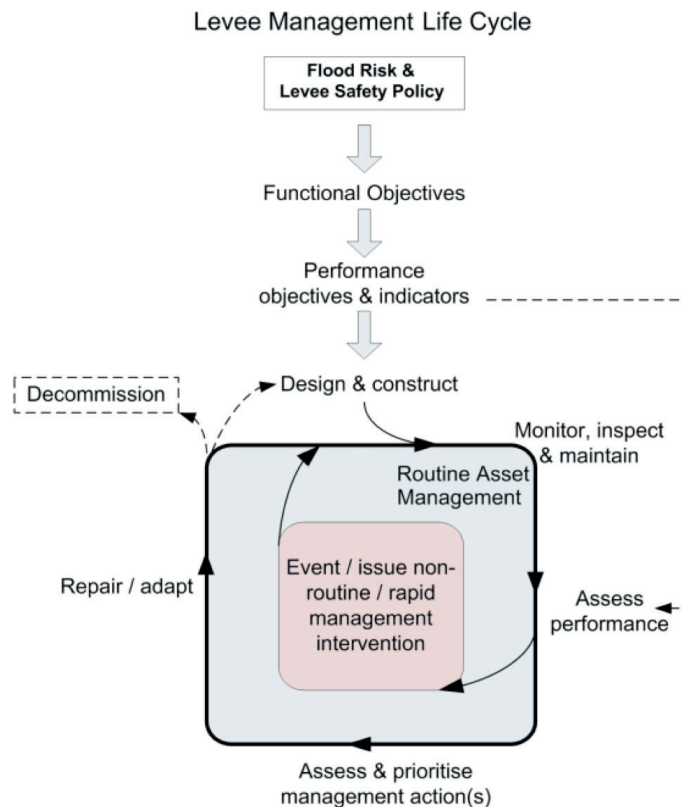 Levee Management Life Cycle
Flood Risk &
Levee Safety Policy
Functional Objectives
Performance
objectives & indicators
Design & construct
Decommission
Monitor, inspect
& maintain
Routine Asset
Management
Event / issue non-
routine / rapid
management
intervention
Repair / adapt
Assess
performance
Assess & prioritise
management action(s)